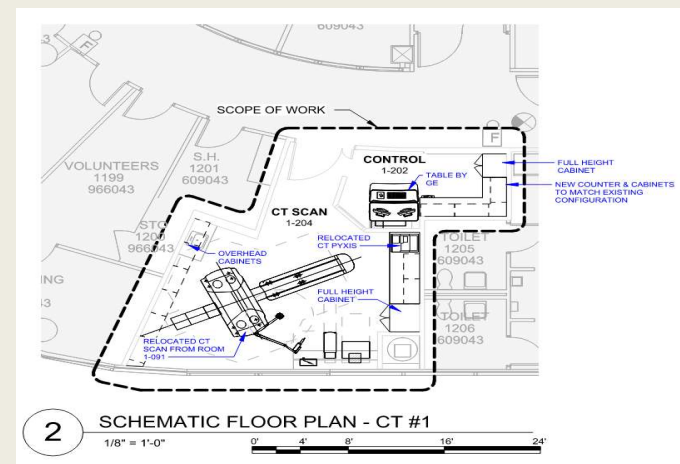 609043
F
SCOPE OF WORK
F
VOLUNTEERS
1199
966043
S.H.
1201
609043
CONTROL
1-202
TABLE BY
GE
FULL HEIGHT
CABINET
NEW COUNTER & CABINETS
TO MATCH EXISTING
CONFIGURATION
CT SCAN
1-204
STO
1200
966043
OVERHEAD
CABINETS
RELOCATED
CT PYXIS
TOILET
1205
609043
ING
43
FULL HEIGHT
CABINET
TOILET
1206
609043
RELOCATED CT
SCAN FROM ROOM
1-091
2
SCHEMATIC FLOOR PLAN - CT #1
1/8" = 1'-0"
0' 4' 8' 16' 24'